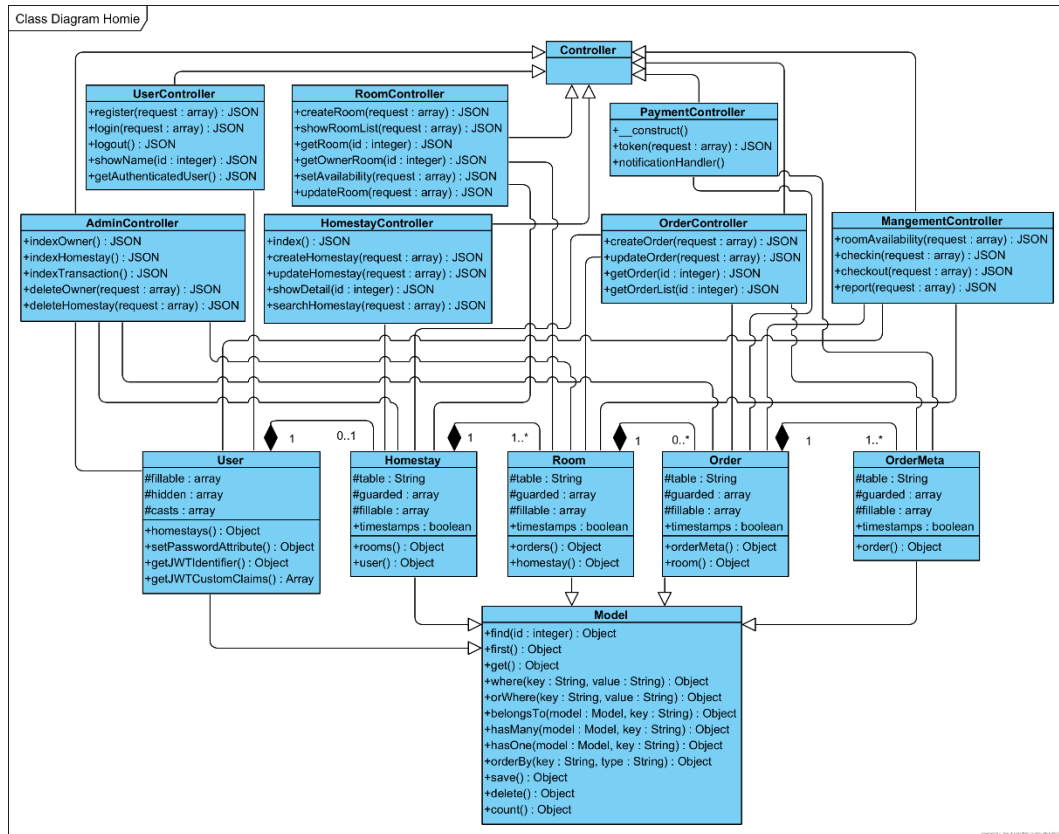 Class Diagram Homie
Controller
UserController
+register(request : array) : JSON
+login(request : array) : JSON
+logout() : JSON
+showName(id : integer) : JSON
+getAuthenticatedUser() : JSON
RoomController
+createRoom(request : array) : JSON
+showRoomList(request : array) : JSON
+getRoom(id : integer) : JSON
+getOwnerRoom(id : integer) : JSON
+setAvailability(request : array) : JSON
+updateRoom(request : array) : JSON
PaymentController
+__construct()
+token(request : array) : JSON
+notificationHandler()
AdminController
+indexOwner() : JSON
+indexHomestay() : JSON
+indexTransaction() : JSON
+deleteOwner(request : array) : JSON
+deleteHomestay(request : array) : JSON
HomestayController
+index() : JSON
+createHomestay(request : array) : JSON
+updateHomestay(request : array) : JSON
+showDetail(id : integer) : JSON
+searchHomestay(request : array) : JSON
OrderController
+createOrder(request : array) : JSON
+updateOrder(request : array) : JSON
+getOrder(id : integer) : JSON
+getOrderList(id : integer) : JSON
MangementController
+roomAvailability(request : array) : JSON
+checkin(request : array) : JSON
+checkout(request : array) : JSON
+report(request : array) : JSON
1
0..1
1
1..*
1
0..*
1
1..*
User
#fillable : array
#hidden : array
#casts : array
+homestays() : Object
+setPasswordAttribute() : Object
+getJWTIdentifier() : Object
+getJWTCustomClaims() : Array
Homestay
#table : String
#guarded : array
#fillable : array
+timestamps : boolean
+rooms() : Object
+user() : Object
Room
#table : String
#guarded : array
#fillable : array
+timestamps : boolean
+orders() : Object
+homestay() : Object
Order
#table : String
#guarded : array
#fillable : array
+timestamps : boolean
+orderMeta() : Object
+room() : Object
OrderMeta
#table : String
#guarded : array
#fillable : array
+timestamps : boolean
+order() : Object
Model
+find(id : integer) : Object
+first() : Object
+get() : Object
+where(key : String, value : String) : Object
+orWhere(key : String, value : String) : Object
+belongsTo(model : Model, key : String) : Object
+hasMany(model : Model, key : String) : Object
+hasOne(model : Model, key : String) : Object
+orderBy(key : String, type : String) : Object
+save() : Object
+delete() : Object
+count() : Object